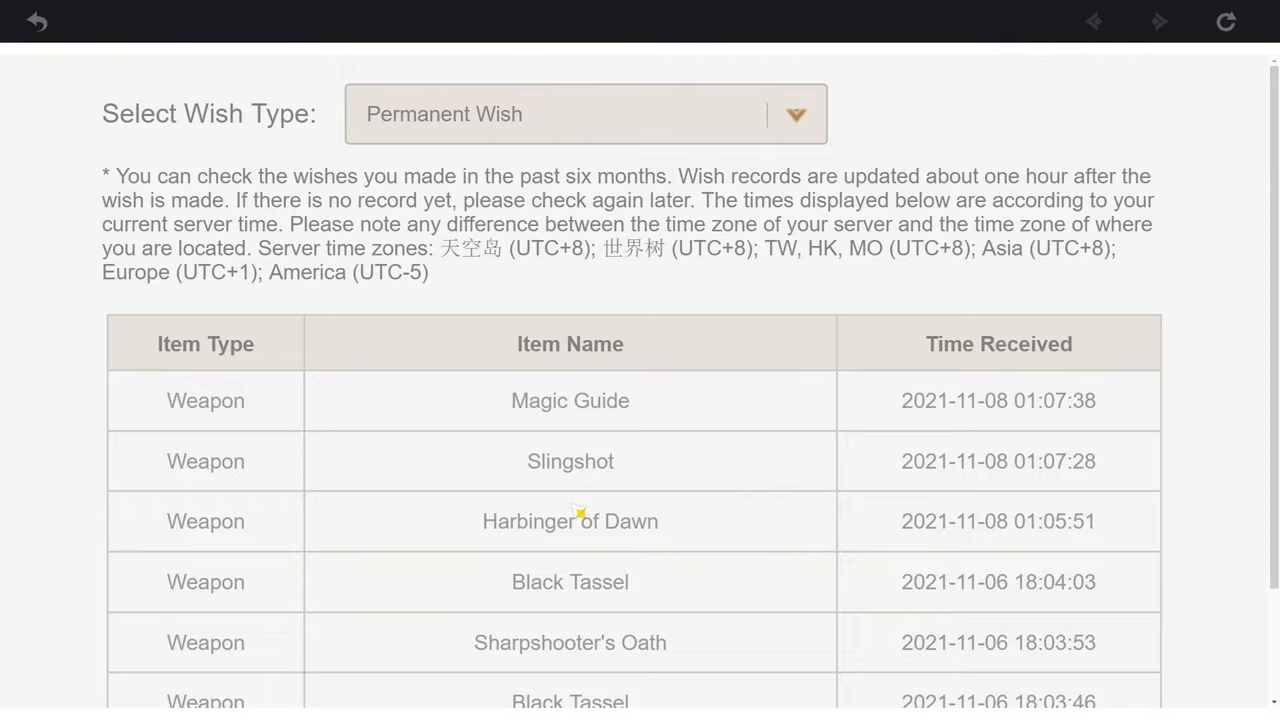 Select Wish Type: Permanent Wish
* You can check the wishes you made in the past six months. Wish records are updated about one hour after the
wish is made. If there is no record yet, please check again later. The times displayed below are according to your
current server time. Please note any difference between the time zone of your server and the time zone of where
you are located. Server time zones: 天空岛 (UTC+8); 世界树 (UTC+8); TW, HK, MO (UTC+8); Asia (UTC+8);
Europe (UTC+1); America (UTC-5)
Item Type Item Name Time Received
Weapon Magic Guide 2021-11-08 01:07:38
Weapon Slingshot 2021-11-08 01:07:28
Weapon Harbinger of Dawn 2021-11-08 01:05:51
Weapon Black Tassel 2021-11-06 18:04:03
Weapon Sharpshooter's Oath 2021-11-06 18:03:53
Weapon Black Tassel 2021-11-06 18:03:46